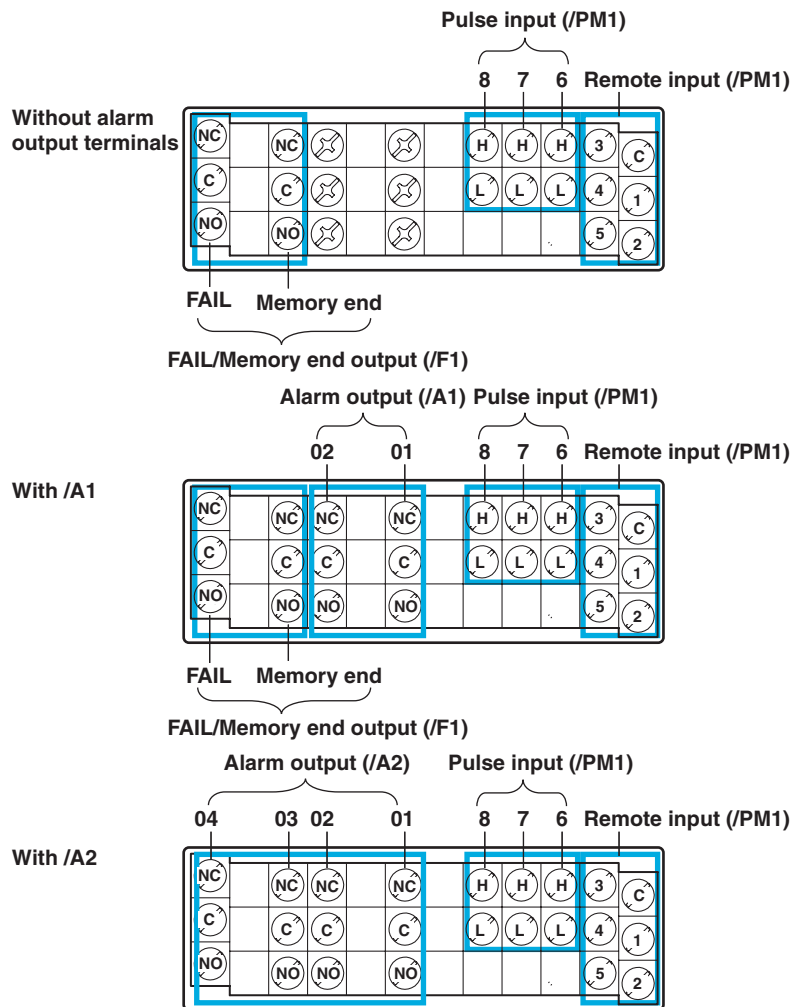 Pulse input (/PM1)
8 7 6 Remote input (/PM1)
Without alarm
output terminals
NC NC H H H 3 C
C C L L L 4 1
NO NO 5 2
FAIL Memory end
FAIL/Memory end output (/F1)
Alarm output (/A1) Pulse input (/PM1)
02 01 8 7 6 Remote input (/PM1)
With /A1
NC NC NC NC H H H 3 C
C C C C L L L 4 1
NO NO NO NO 5 2
FAIL Memory end
FAIL/Memory end output (/F1)
Alarm output (/A2) Pulse input (/PM1)
04 03 02 01 8 7 6 Remote input (/PM1)
With /A2
NC NC NC NC H H H 3 C
C C C C L L L 4 1
NO NO NO NO 5 2